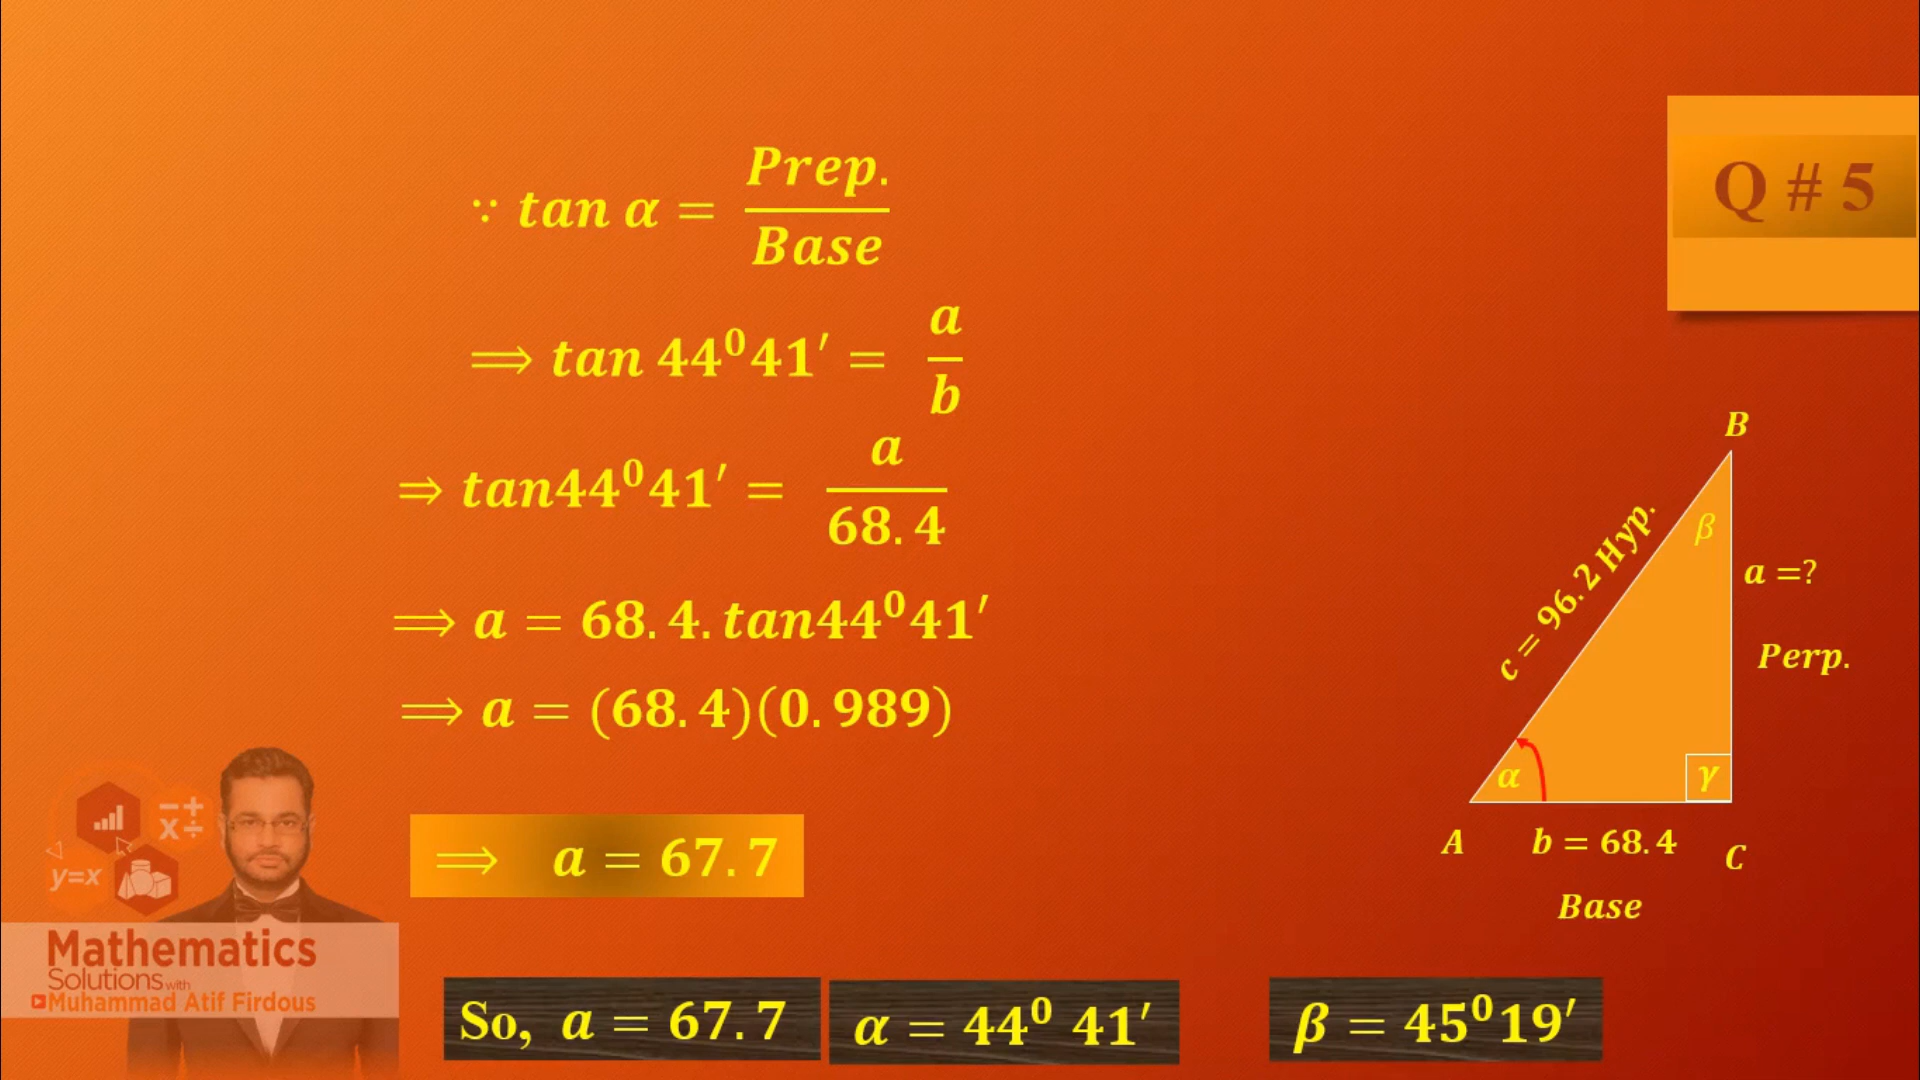 Q # 5
∵ tan α = Prep. / Base
⟹ tan 44⁰41′ = a / b
⇒ tan44⁰41′ = a / 68.4
⟹ a = 68.4.tan44⁰41′
⟹ a = (68.4)(0.989)
⟹ a = 67.7
B
β
c = 96.2 Hyp.
a =?
Perp.
α
γ
A
b = 68.4
C
Base
y=x
Mathematics
Solutions with
Muhammad Atif Firdous
So, a = 67.7
α = 44⁰ 41′
β = 45⁰19′